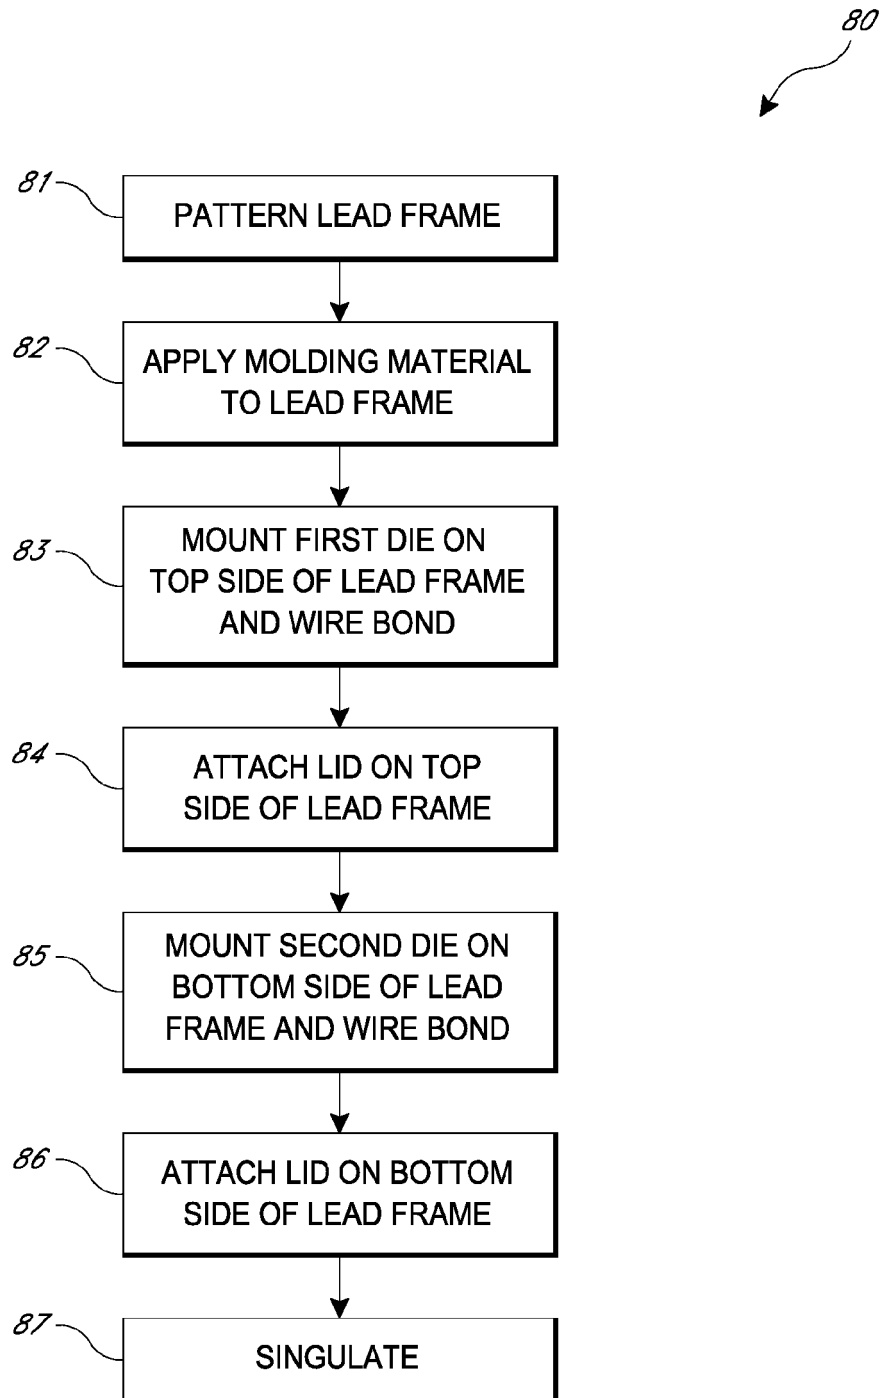 80
81
PATTERN LEAD FRAME
82
APPLY MOLDING MATERIAL
TO LEAD FRAME
83
MOUNT FIRST DIE ON
TOP SIDE OF LEAD FRAME
AND WIRE BOND
84
ATTACH LID ON TOP
SIDE OF LEAD FRAME
85
MOUNT SECOND DIE ON
BOTTOM SIDE OF LEAD
FRAME AND WIRE BOND
86
ATTACH LID ON BOTTOM
SIDE OF LEAD FRAME
87
SINGULATE